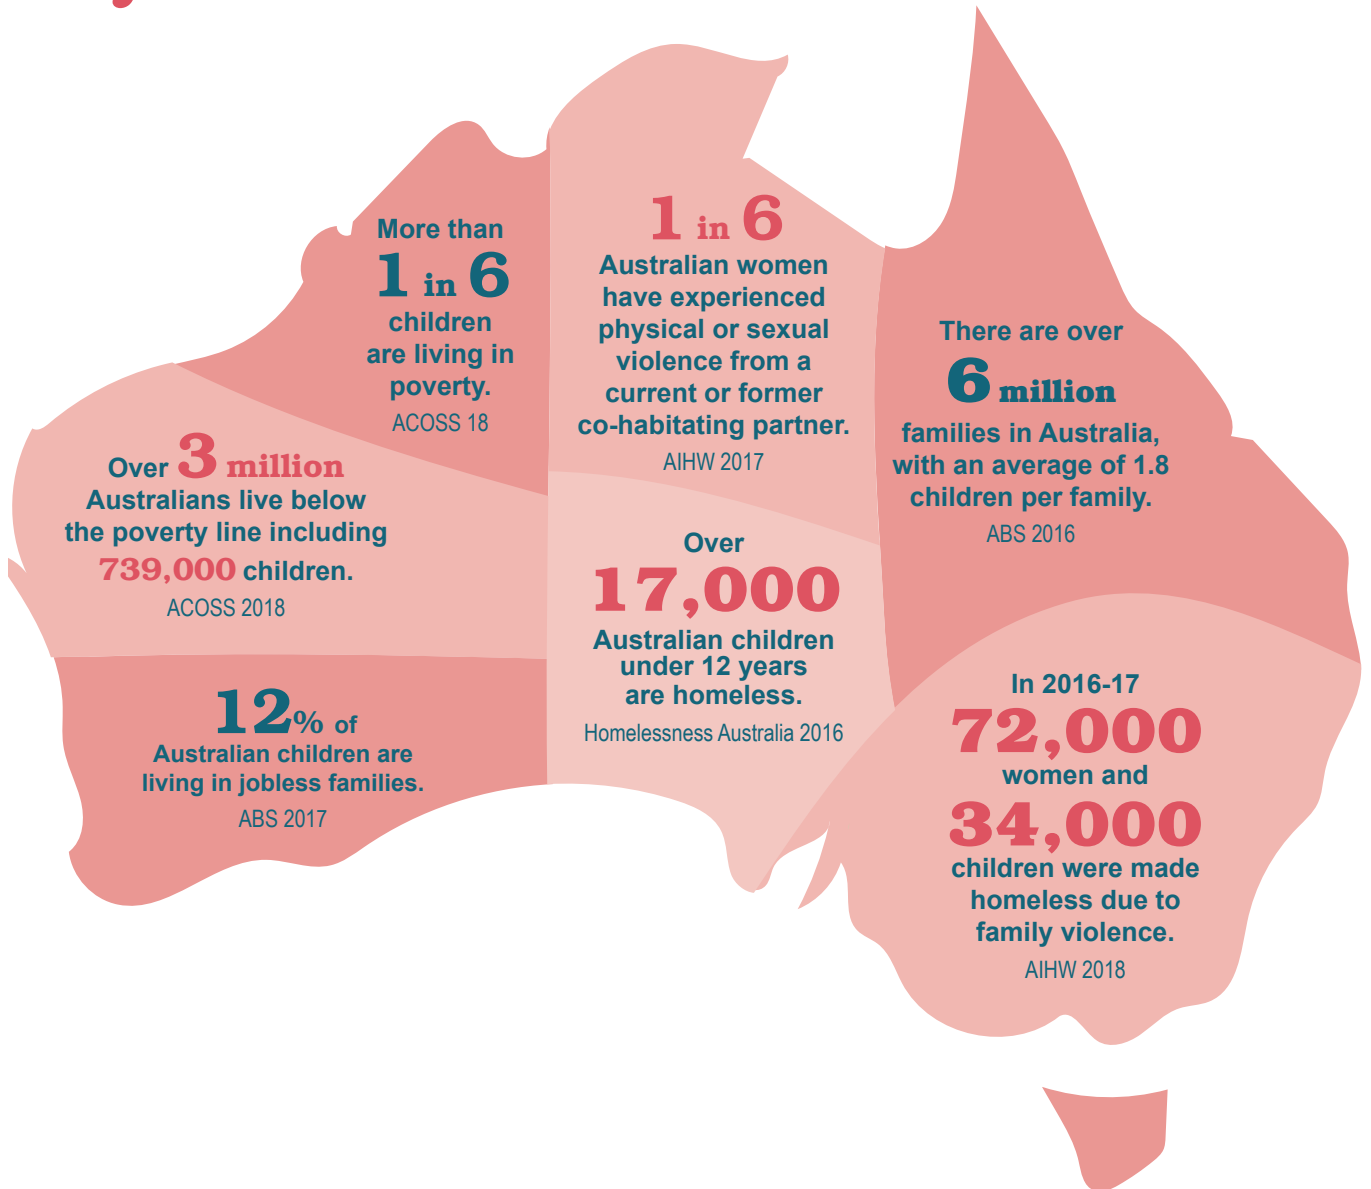 More than
1 in 6
children
are living in
poverty.
ACOSS 18
1 in 6
Australian women
have experienced
physical or sexual
violence from a
current or former
co-habitating partner.
AIHW 2017
There are over
6 million
families in Australia,
with an average of 1.8
children per family.
ABS 2016
Over 3 million
Australians live below
the poverty line including
739,000 children.
ACOSS 2018
Over
17,000
Australian children
under 12 years
are homeless.
Homelessness Australia 2016
12% of
Australian children are
living in jobless families.
ABS 2017
In 2016-17
72,000
women and
34,000
children were made
homeless due to
family violence.
AIHW 2018